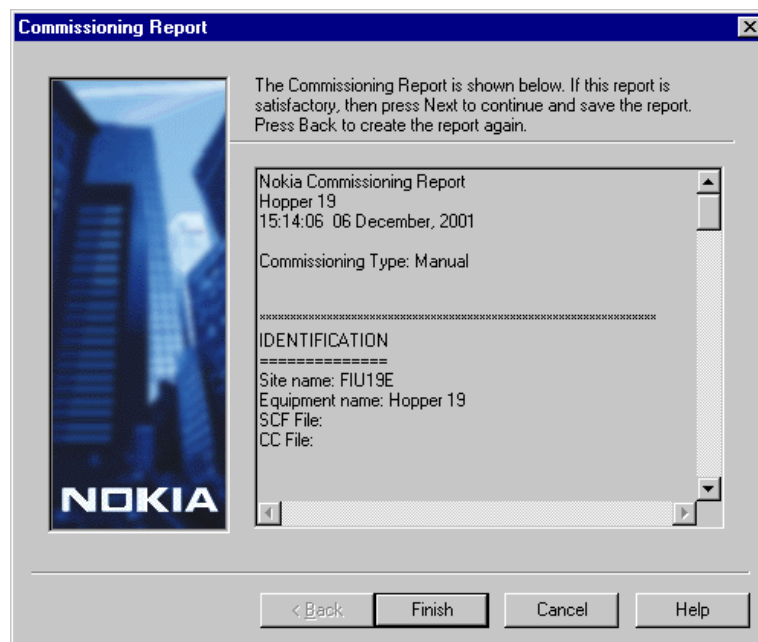 Commissioning Report
The Commissioning Report is shown below. If this report is
satisfactory, then press Next to continue and save the report.
Press Back to create the report again.
Nokia Commissioning Report
Hopper 19
15:14:06 06 December, 2001
Commissioning Type: Manual
IDENTIFICATION
==============
Site name: FIU19E
Equipment name: Hopper 19
SCF File:
CC File:
NOKIA
< Back
Finish
Cancel
Help